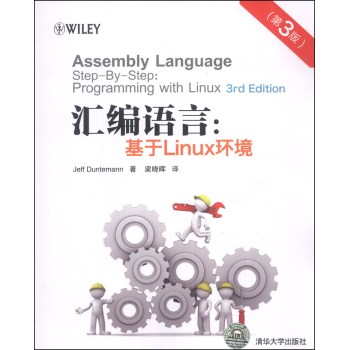 (第3版)
WILEY
Assembly Language
Step-By-Step:
Programming with Linux 3rd Edition
汇编语言:
基于Linux环境
Jeff Duntemann 著 梁晓晖 译
清华大学出版社